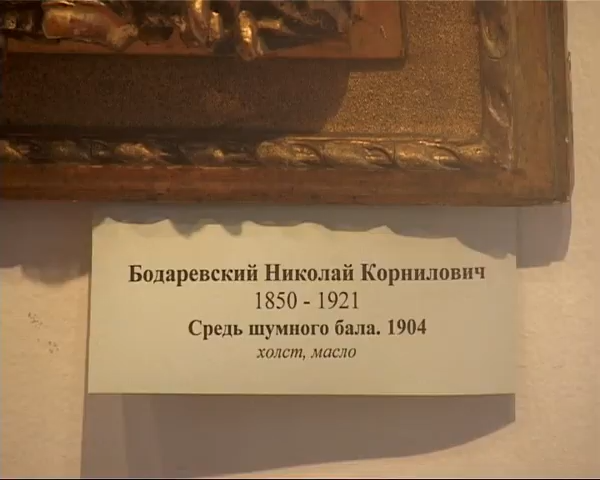 Бодаревский Николай Корнилович
1850 - 1921
Средь шумного бала. 1904
холст, масло